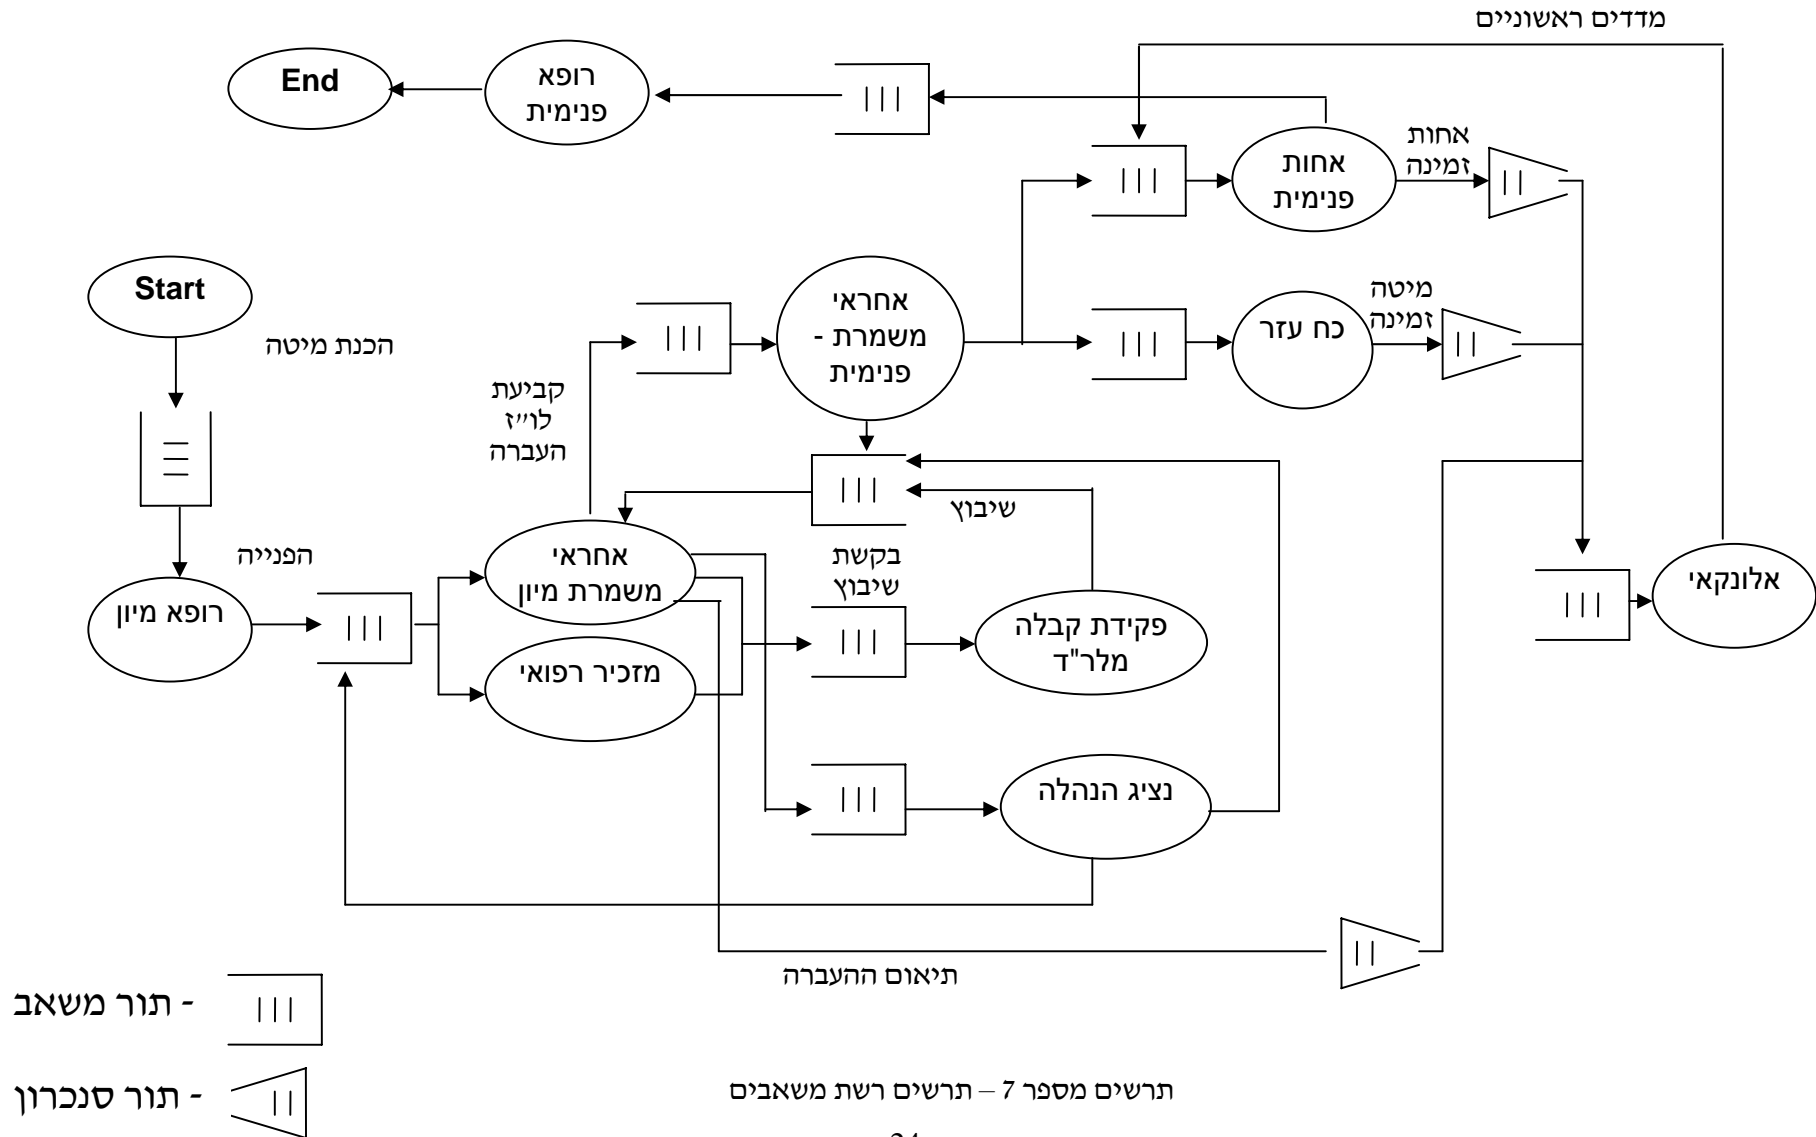 מדדים ראשוניים
End
רופא
פנימית
אחות
פנימית
אחות
זמינה
Start
הכנת מיטה
אחראי
משמרת -
פנימית
כח עזר
מיטה
זמינה
קביעת
לו"ז
העברה
שיבוץ
הפנייה
רופא מיון
אחראי
משמרת מיון
בקשת
שיבוץ
אלונקאי
פקידת קבלה
מלר"ד
מזכיר רפואי
נציג הנהלה
תיאום ההעברה
- תור משאב
- תור סנכרון
תרשים מספר 7 – תרשים רשת משאבים